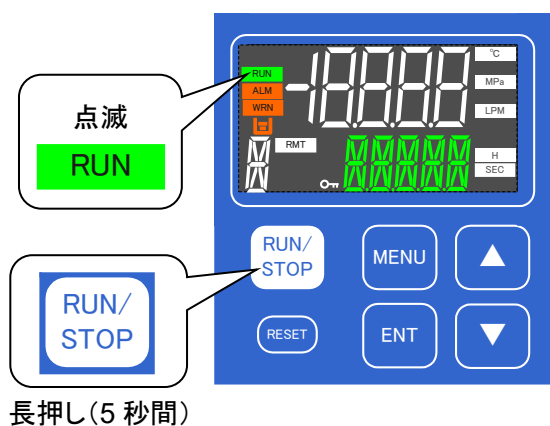 点滅
RUN
RUN
ALM
WRN
RMT
℃
MPa
LPM
H
SEC
RUN/
STOP
MENU
RESET
ENT
RUN/
STOP
長押し(5 秒間)